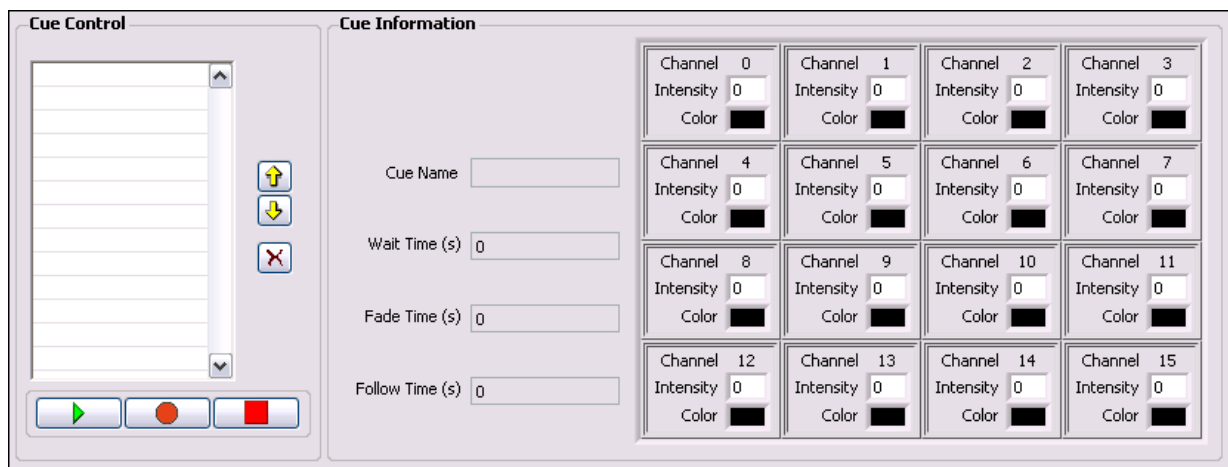 Cue Control
Cue Information
Cue Name
Wait Time (s) 0
Fade Time (s) 0
Follow Time (s) 0
Channel 0 Channel 1 Channel 2 Channel 3
Intensity 0 Intensity 0 Intensity 0 Intensity 0
Color Color Color Color
Channel 4 Channel 5 Channel 6 Channel 7
Intensity 0 Intensity 0 Intensity 0 Intensity 0
Color Color Color Color
Channel 8 Channel 9 Channel 10 Channel 11
Intensity 0 Intensity 0 Intensity 0 Intensity 0
Color Color Color Color
Channel 12 Channel 13 Channel 14 Channel 15
Intensity 0 Intensity 0 Intensity 0 Intensity 0
Color Color Color Color